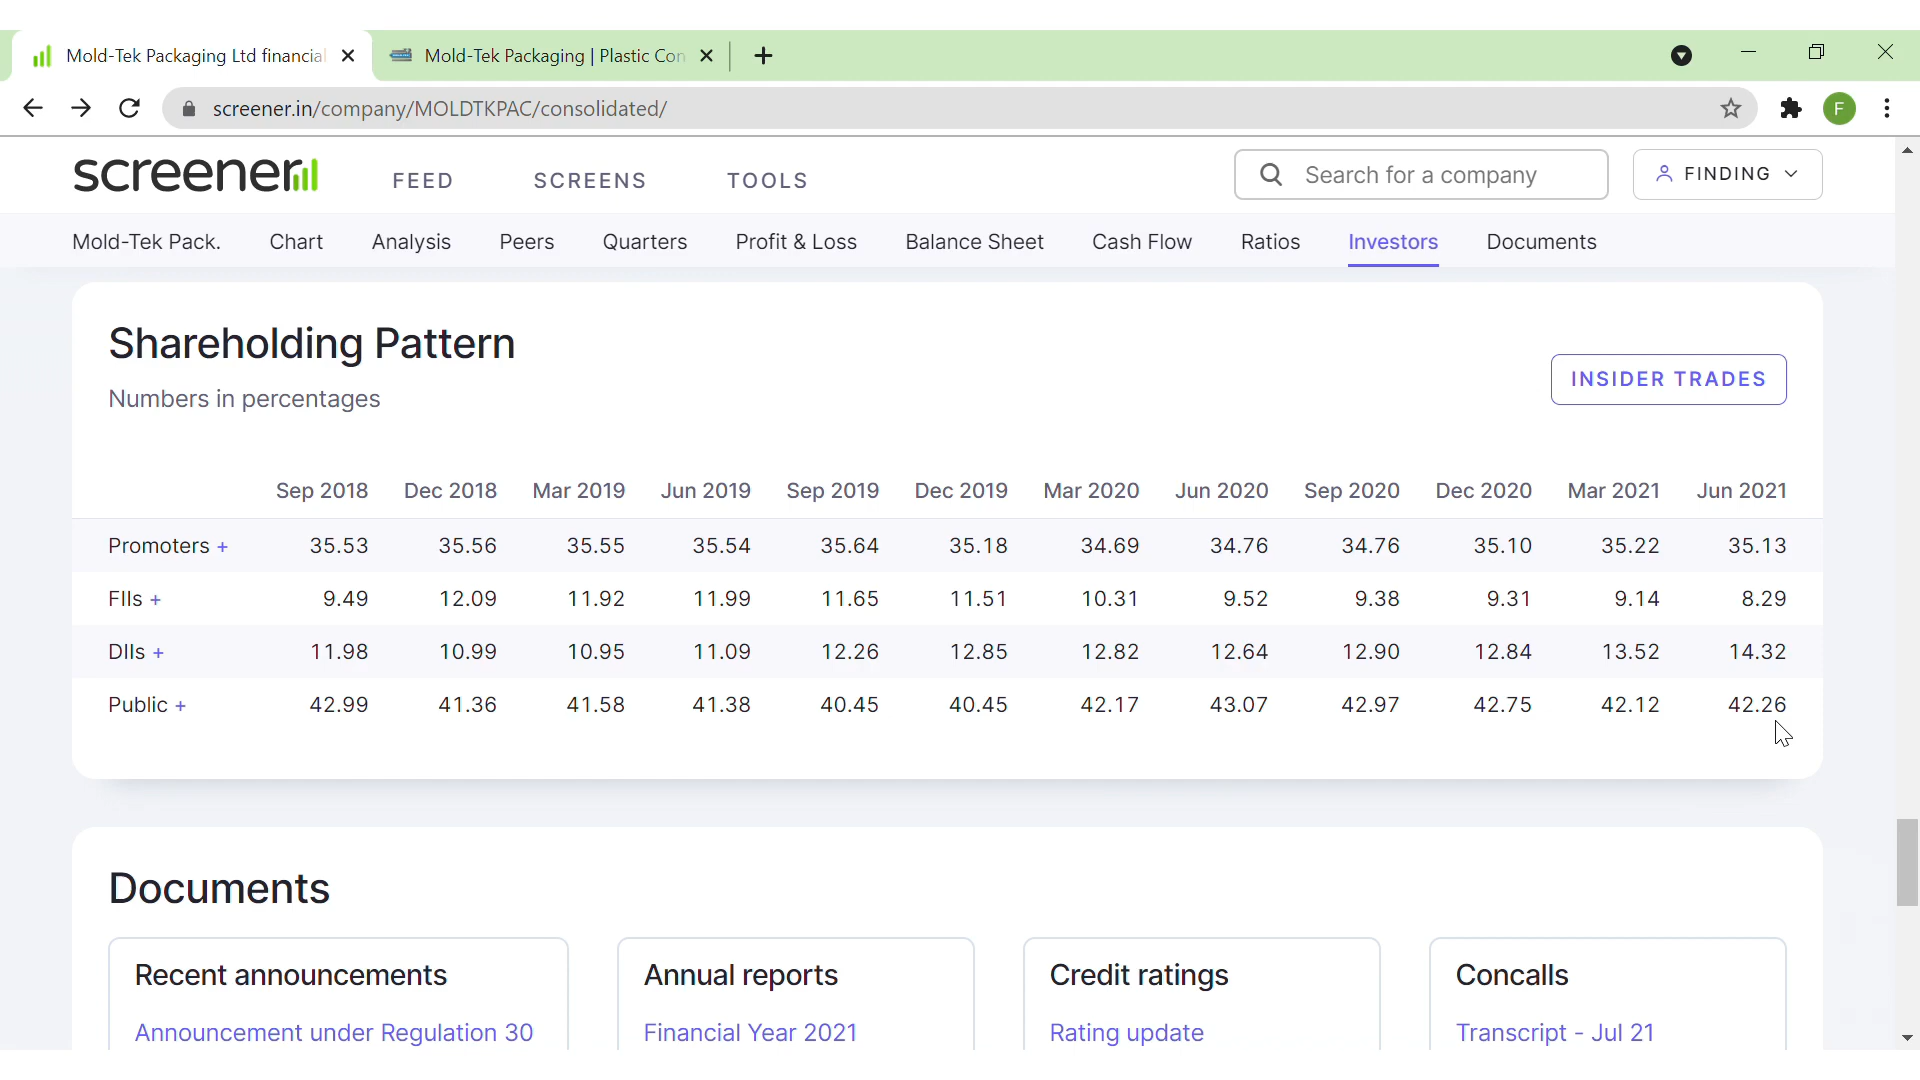 Mold-Tek Packaging Ltd financial
Mold-Tek Packaging | Plastic Con
screener.in/company/MOLDTKPAC/consolidated/
F
screener
FEED SCREENS TOOLS
Search for a company
FINDING
Mold-Tek Pack. Chart Analysis Peers Quarters Profit & Loss Balance Sheet Cash Flow Ratios Investors Documents
Shareholding Pattern
Numbers in percentages
INSIDER TRADES
Sep 2018 Dec 2018 Mar 2019 Jun 2019 Sep 2019 Dec 2019 Mar 2020 Jun 2020 Sep 2020 Dec 2020 Mar 2021 Jun 2021
Promoters + 35.53 35.56 35.55 35.54 35.64 35.18 34.69 34.76 34.76 35.10 35.22 35.13
FIIs + 9.49 12.09 11.92 11.99 11.65 11.51 10.31 9.52 9.38 9.31 9.14 8.29
DIIs + 11.98 10.99 10.95 11.09 12.26 12.85 12.82 12.64 12.90 12.84 13.52 14.32
Public + 42.99 41.36 41.58 41.38 40.45 40.45 42.17 43.07 42.97 42.75 42.12 42.26
Documents
Recent announcements Annual reports Credit ratings Concalls
Announcement under Regulation 30 Financial Year 2021 Rating update Transcript - Jul 21